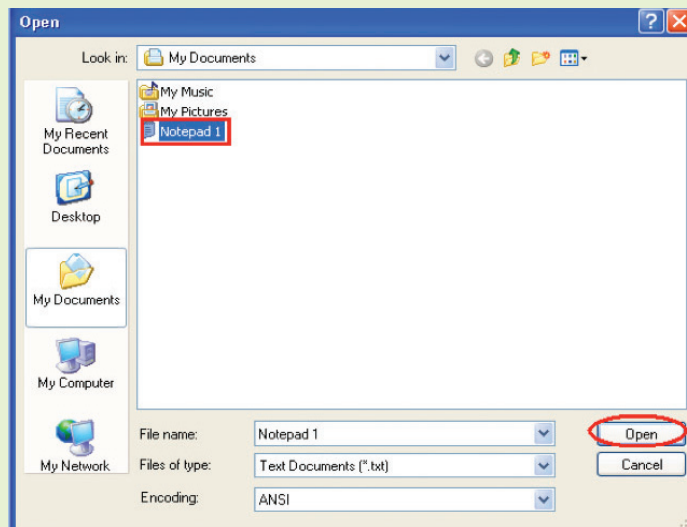 Open
Look in: My Documents
My Music
My Pictures
Notepad 1
My Recent
Documents
Desktop
My Documents
My Computer
My Network
File name: Notepad 1 Open
Files of type: Text Documents (*.txt) Cancel
Encoding: ANSI